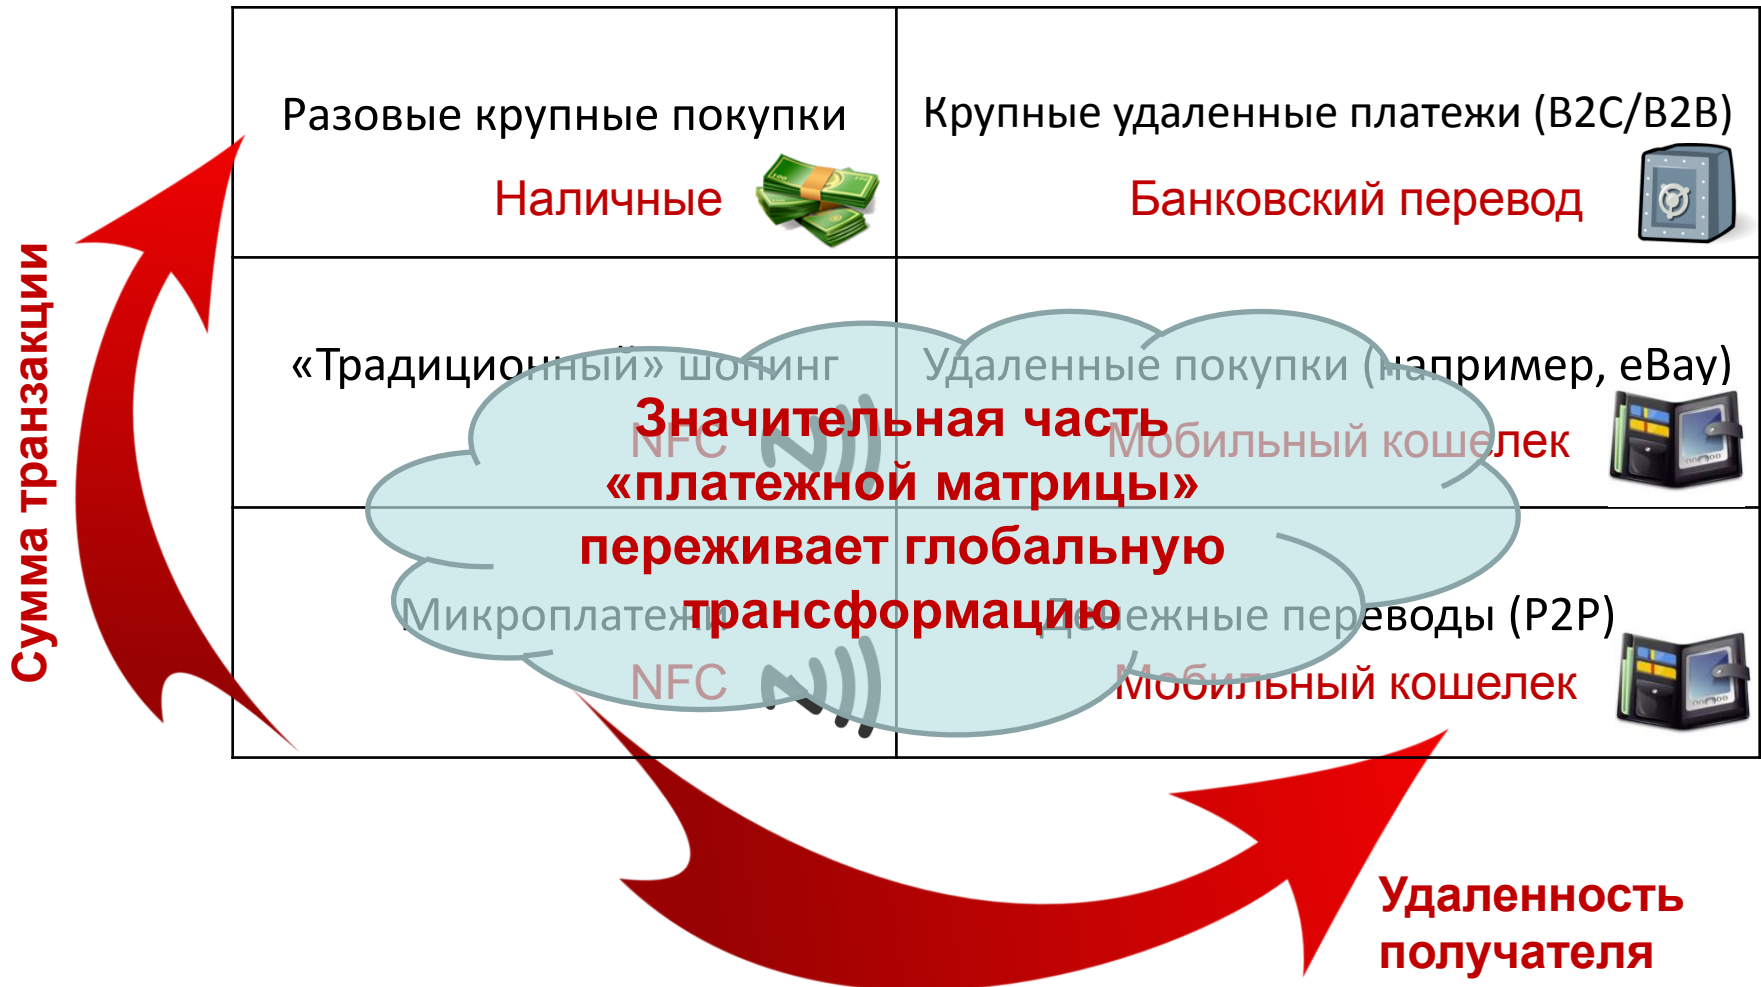 Разовые крупные покупки
Наличные
Крупные удаленные платежи (B2C/B2B)
Банковский перевод
«Традиционный» шопинг
NFC
Удаленные покупки (например, eBay)
Мобильный кошелек
Значительная часть
«платежной матрицы»
переживает глобальную
трансформацию
Микроплатежи
NFC
Денежные переводы (P2P)
Мобильный кошелек
Сумма транзакции
Удаленность
получателя